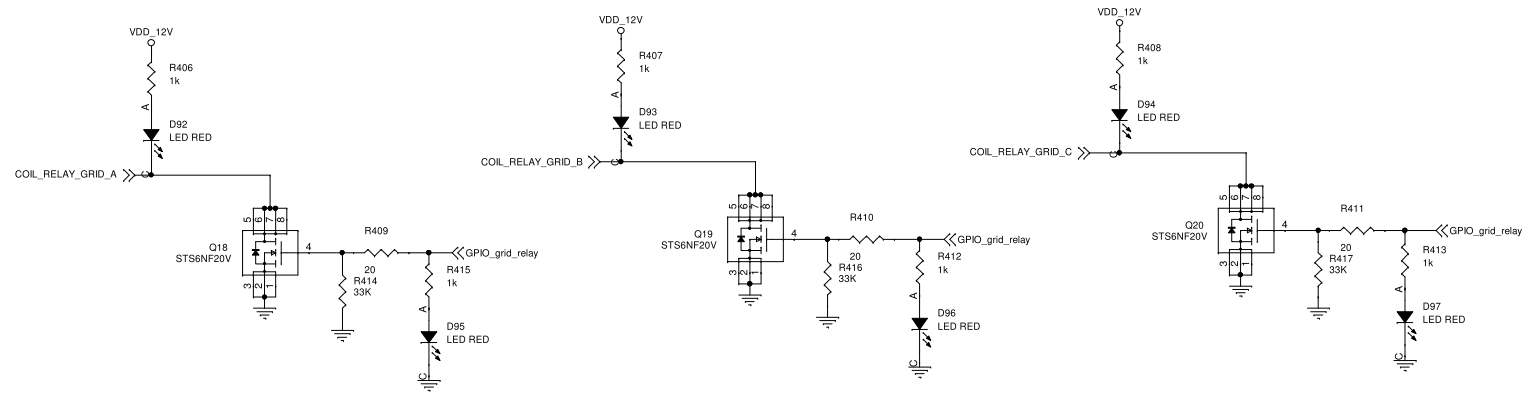 VDD_12V
R406
1k
A
D92
LED RED
C
COIL_RELAY_GRID_A
5
6
7
8
Q18
STS6NF20V
4
3
2
1
R409
20
GPIO_grid_relay
R414
33K
R415
1k
A
D95
LED RED
C
VDD_12V
R407
1k
A
D93
LED RED
C
COIL_RELAY_GRID_B
5
6
7
8
Q19
STS6NF20V
4
3
2
1
R410
20
GPIO_grid_relay
R416
33K
R412
1k
A
D96
LED RED
C
VDD_12V
R408
1k
A
D94
LED RED
C
COIL_RELAY_GRID_C
5
6
7
8
Q20
STS6NF20V
4
3
2
1
R411
20
GPIO_grid_relay
R417
33K
R413
1k
A
D97
LED RED
C